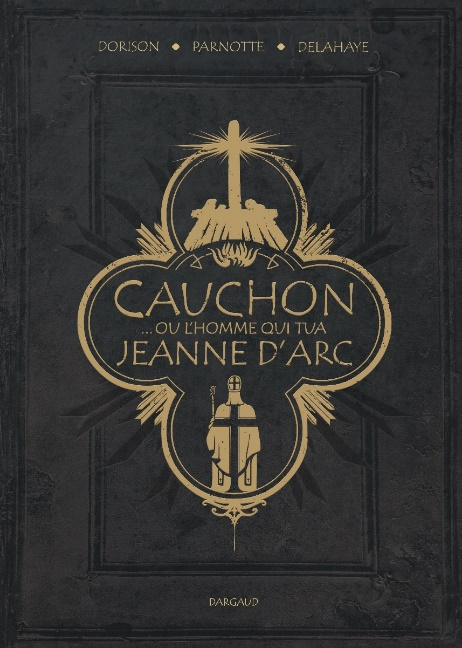 DORISON ◆ PARNOTTE ◆ DELAHAYE
CAUCHON
...OU L'HOMME QUI TUA
JEANNE D'ARC
DARGAUD